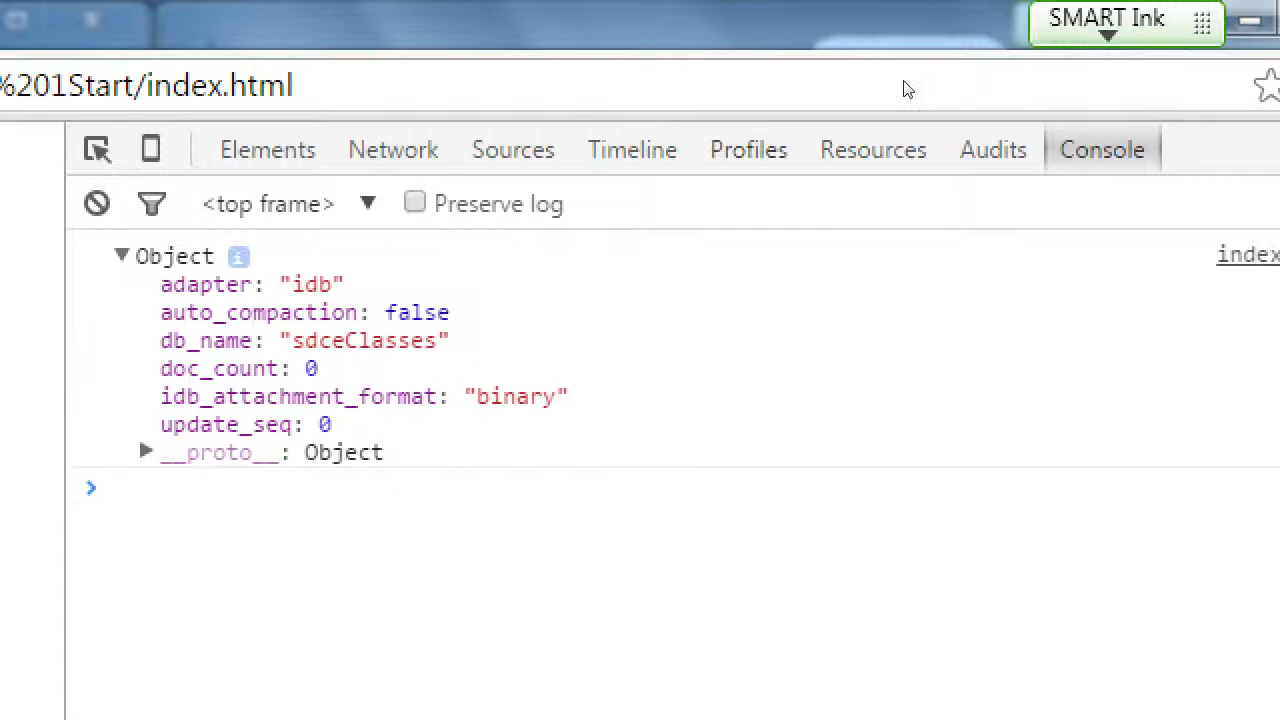 SMART Ink
%201Start/index.html
Elements Network Sources Timeline Profiles Resources Audits Console
<top frame> ▼ Preserve log
▼ Object i index
adapter: "idb"
auto_compaction: false
db_name: "sdceClasses"
doc_count: 0
idb_attachment_format: "binary"
update_seq: 0
▶ __proto__: Object
>